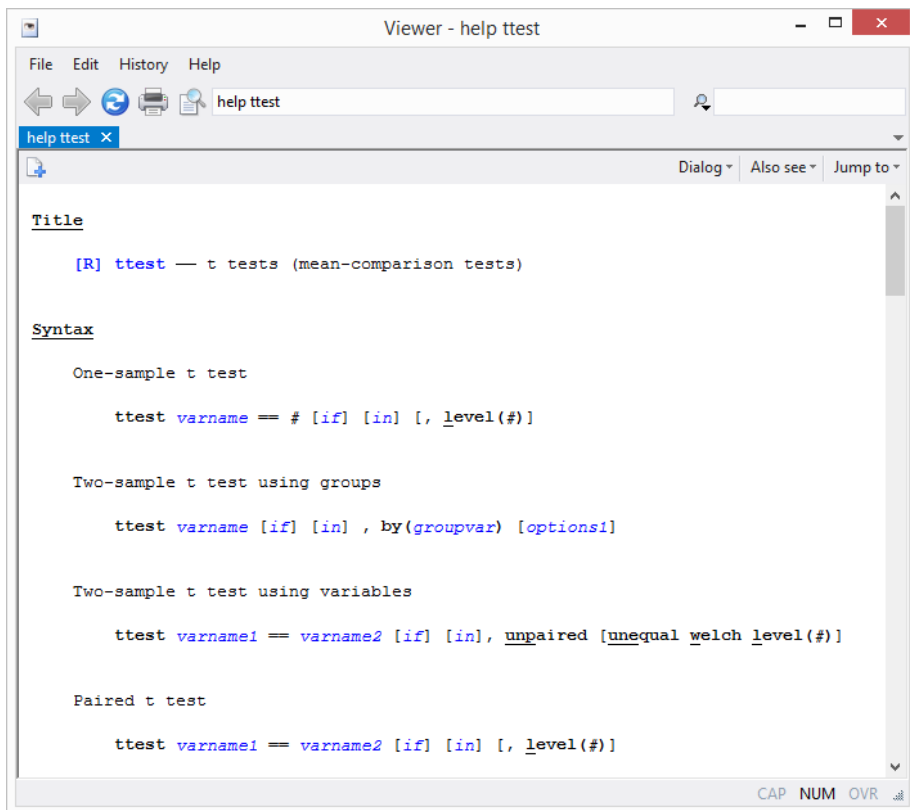 Viewer - help ttest
File Edit History Help
help ttest
help ttest
Dialog Also see Jump to
Title
[R] ttest — t tests (mean-comparison tests)
Syntax
One-sample t test
ttest varname == # [if] [in] [, level(#)]
Two-sample t test using groups
ttest varname [if] [in] , by(groupvar) [options1]
Two-sample t test using variables
ttest varname1 == varname2 [if] [in], unpaired [unequal welch level(#)]
Paired t test
ttest varname1 == varname2 [if] [in] [, level(#)]
CAP NUM OVR